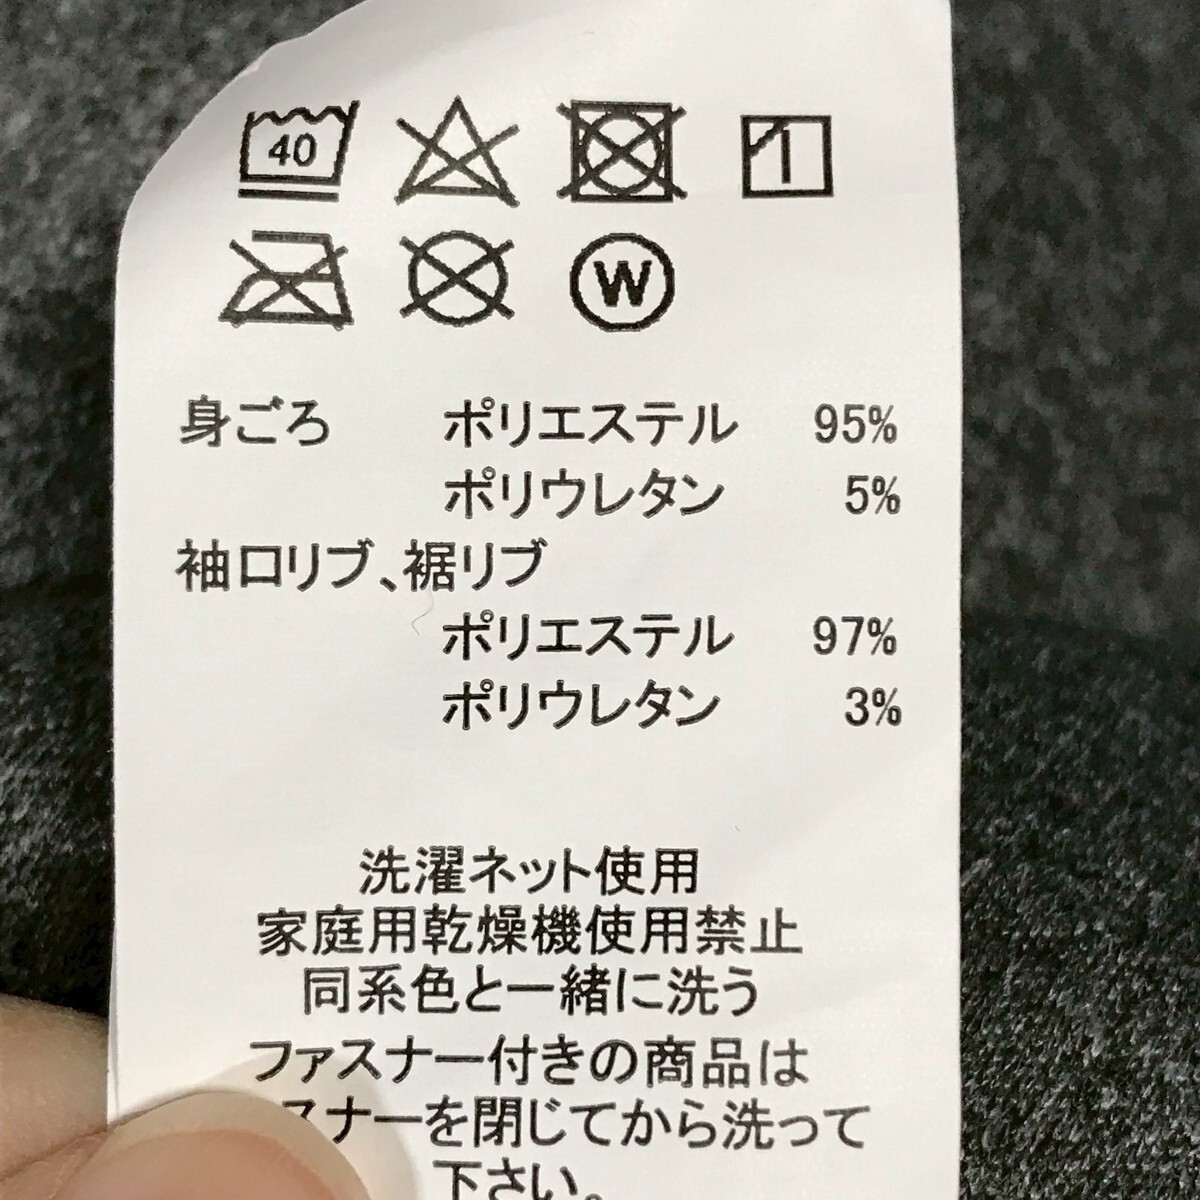 40
W
身ごろ ポリエステル 95%
ポリウレタン 5%
袖口リブ、裾リブ
ポリエステル 97%
ポリウレタン 3%
洗濯ネット使用
家庭用乾燥機使用禁止
同系色と一緒に洗う
ファスナー付きの商品は
スナーを閉じてから洗って
下さい。